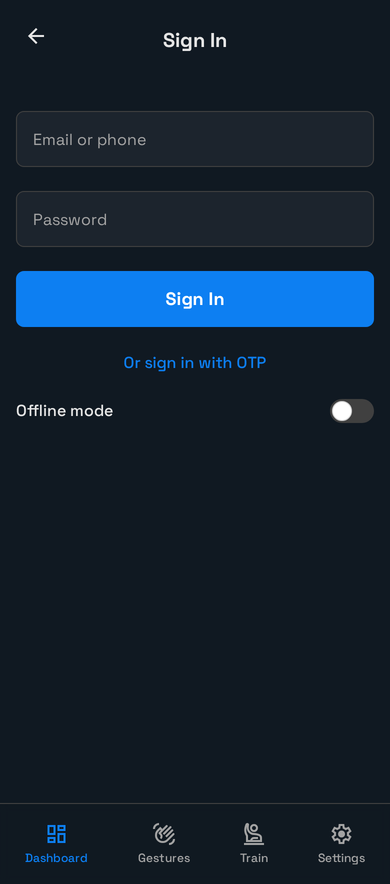 Sign In
Email or phone
Password
Sign In
Or sign in with OTP
Offline mode
Dashboard
Gestures
Train
Settings